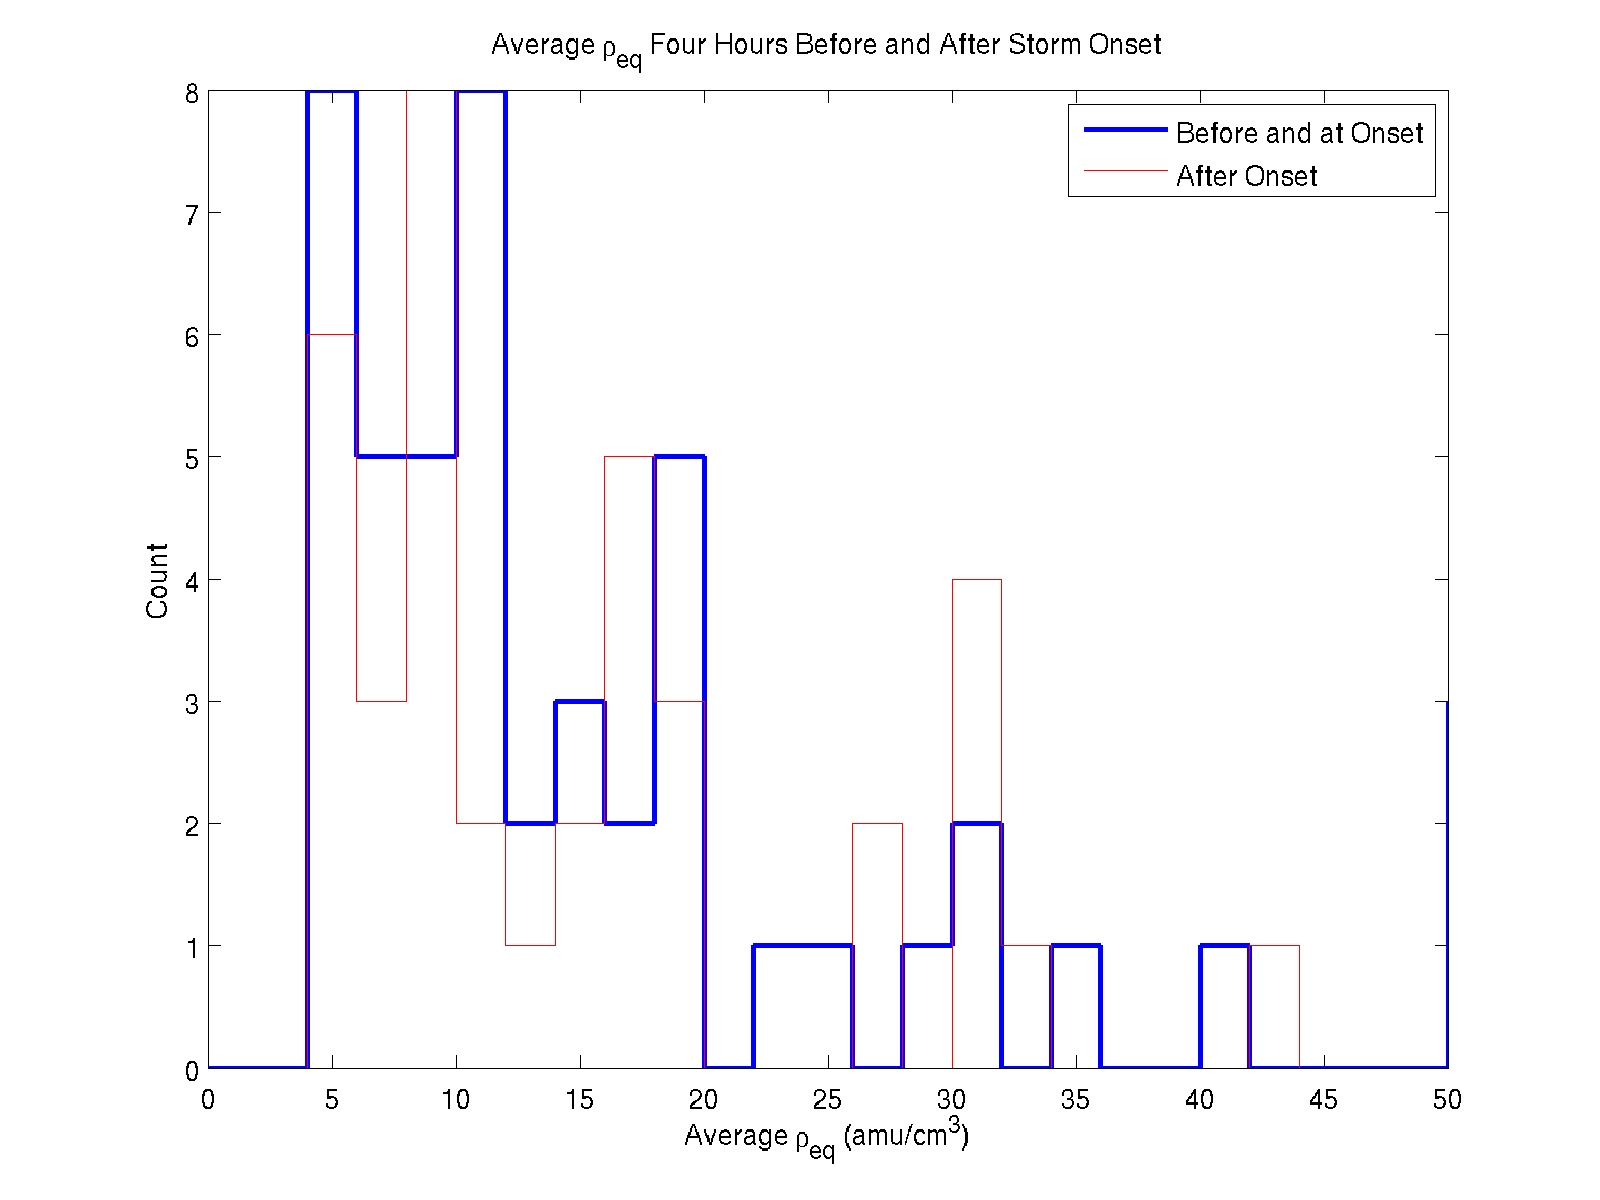 Average ρeq Four Hours Before and After Storm Onset
8
7
6
5
4
3
2
1
0
Count
Before and at Onset
After Onset
0 5 10 15 20 25 30 35 40 45 50
Average ρeq (amu/cm³)